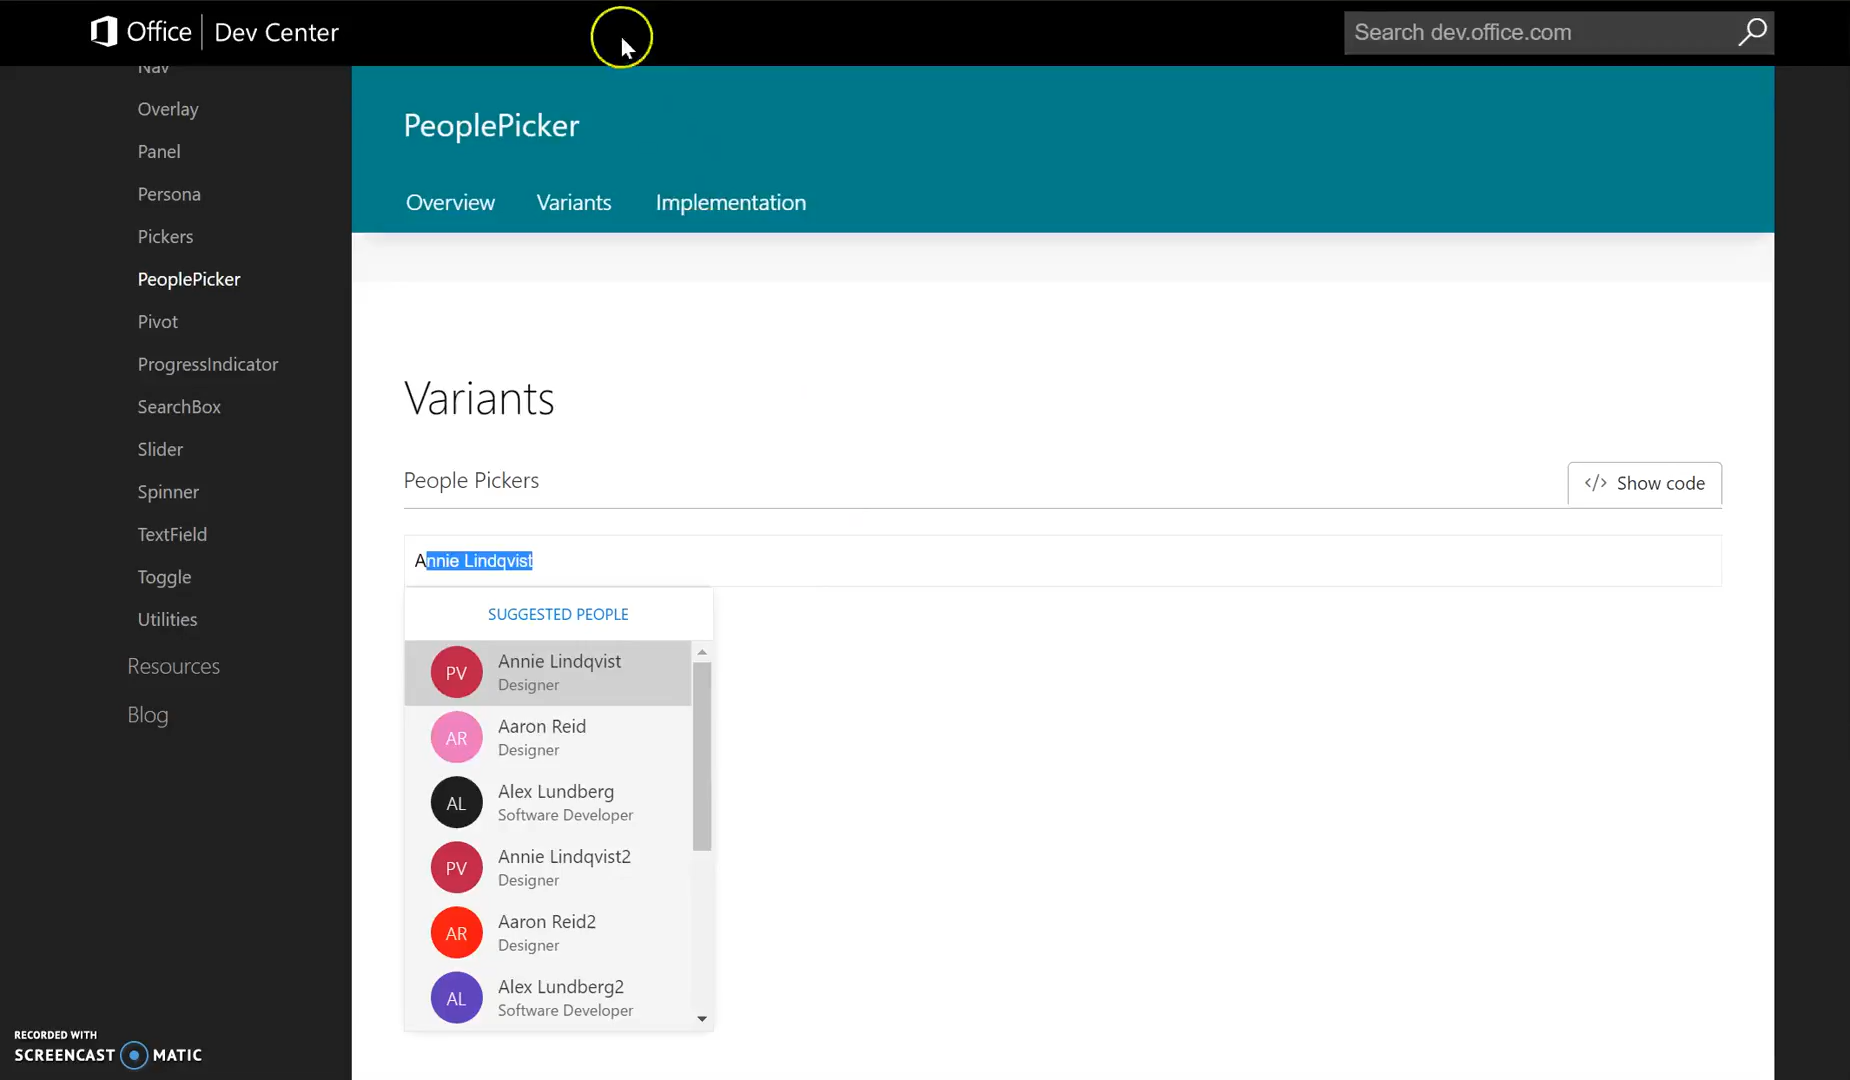 Office Dev Center
Search dev.office.com
Nav
Overlay
Panel
Persona
Pickers
PeoplePicker
Pivot
ProgressIndicator
SearchBox
Slider
Spinner
TextField
Toggle
Utilities
Resources
Blog
PeoplePicker
Overview Variants Implementation
Variants
People Pickers
</> Show code
Annie Lindqvist
SUGGESTED PEOPLE
PV
Annie Lindqvist
Designer
AR
Aaron Reid
Designer
AL
Alex Lundberg
Software Developer
PV
Annie Lindqvist2
Designer
AR
Aaron Reid2
Designer
AL
Alex Lundberg2
Software Developer
RECORDED WITH
SCREENCAST MATIC